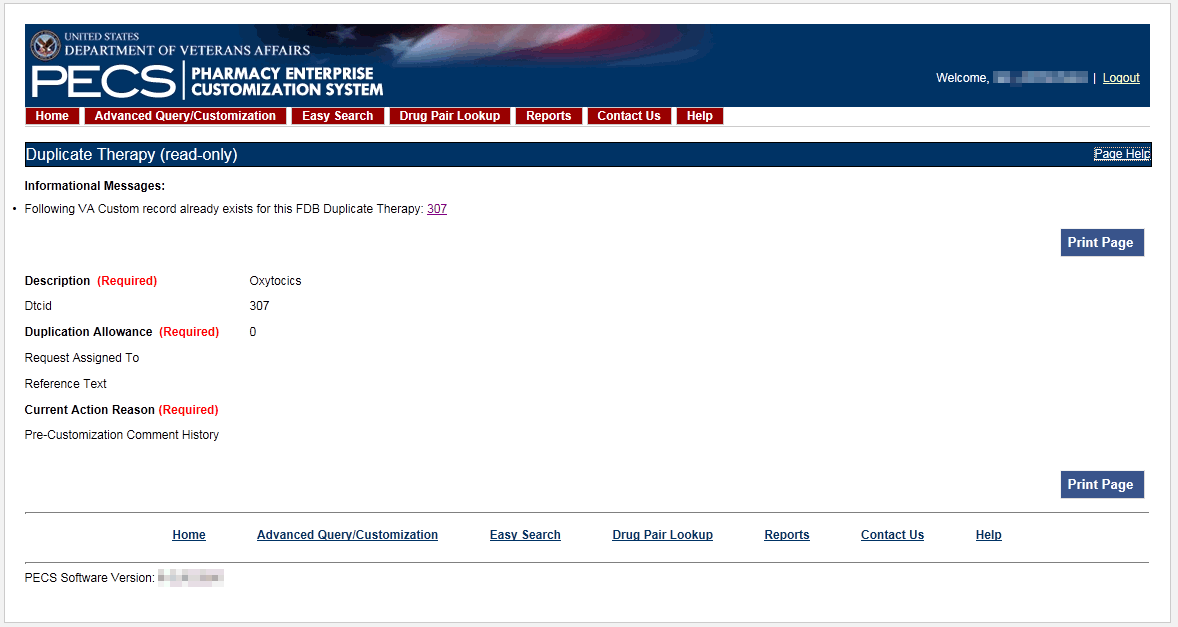 UNITED STATES
DEPARTMENT OF VETERANS AFFAIRS
PECS PHARMACY ENTERPRISE CUSTOMIZATION SYSTEM
Welcome, | Logout
Home Advanced Query/Customization Easy Search Drug Pair Lookup Reports Contact Us Help
Duplicate Therapy (read-only) Page Help
Informational Messages:
• Following VA Custom record already exists for this FDB Duplicate Therapy: 307
Print Page
Description (Required) Oxytocics
Dtcid 307
Duplication Allowance (Required) 0
Request Assigned To
Reference Text
Current Action Reason (Required)
Pre-Customization Comment History
Print Page
Home Advanced Query/Customization Easy Search Drug Pair Lookup Reports Contact Us Help
PECS Software Version: